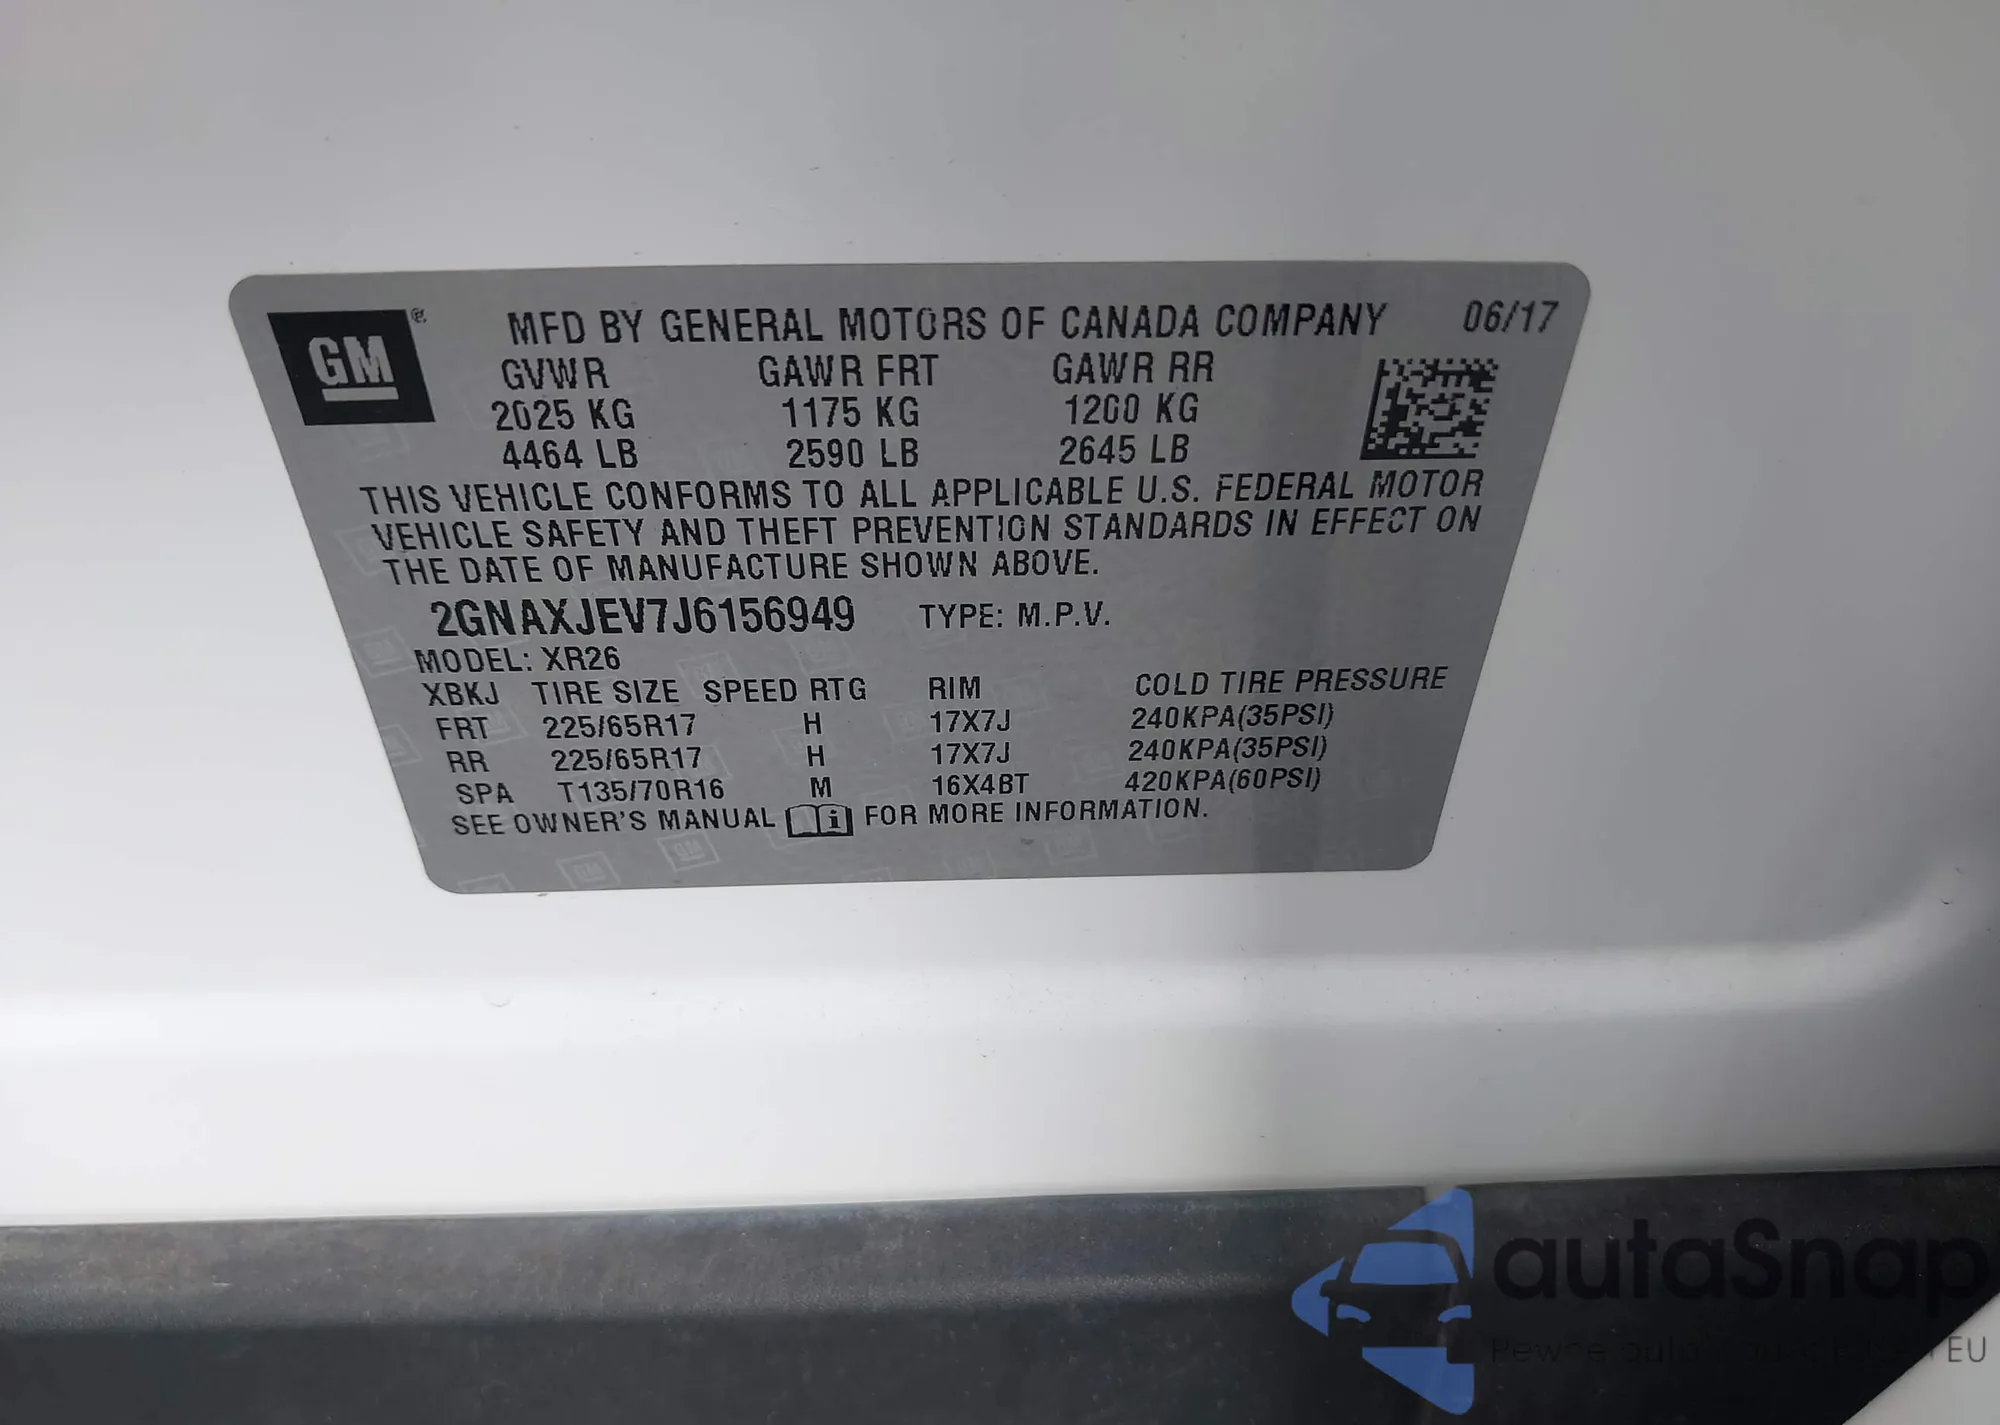 GM ® MFD BY GENERAL MOTORS OF CANADA COMPANY 06/17
GVWR GAWR FRT GAWR RR
2025 KG 1175 KG 1200 KG
4464 LB 2590 LB 2645 LB
THIS VEHICLE CONFORMS TO ALL APPLICABLE U.S. FEDERAL MOTOR
VEHICLE SAFETY AND THEFT PREVENTION STANDARDS IN EFFECT ON
THE DATE OF MANUFACTURE SHOWN ABOVE.
2GNAXJEV7J6156949 TYPE: M.P.V.
MODEL: XR26
XBKJ TIRE SIZE SPEED RTG RIM COLD TIRE PRESSURE
FRT 225/65R17 H 17X7J 240KPA(35PSI)
RR 225/65R17 H 17X7J 240KPA(35PSI)
SPA T135/70R16 M 16X4BT 420KPA(60PSI)
SEE OWNER'S MANUAL i FOR MORE INFORMATION.
autaSnap
Pewne auta EU